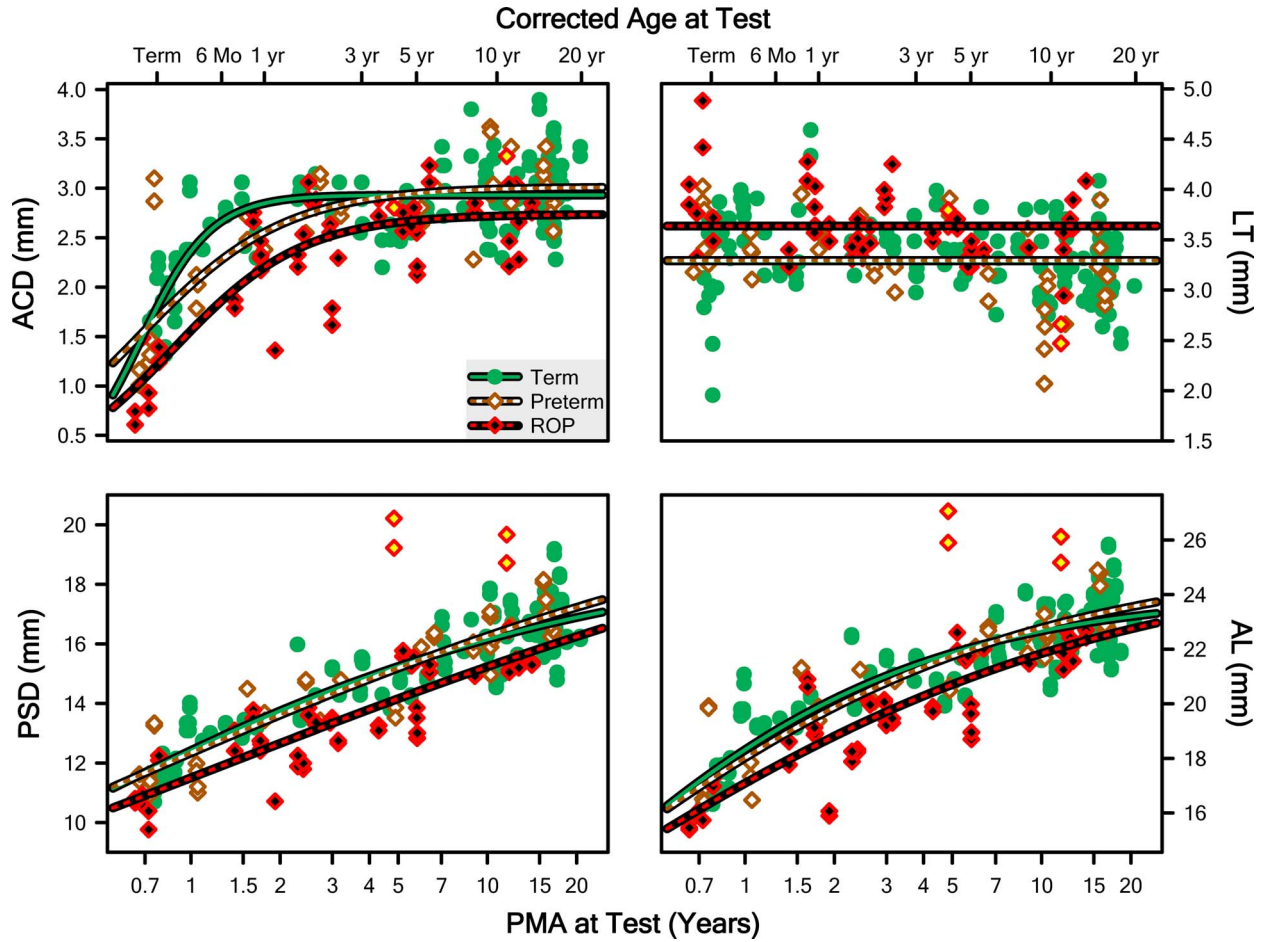 Corrected Age at Test
Term 6 Mo 1 yr 3 yr 5 yr 10 yr 20 yr
Term 6 Mo 1 yr 3 yr 5 yr 10 yr 20 yr
ACD (mm)
4.0
3.5
3.0
2.5
2.0
1.5
1.0
0.5
Term
Preterm
ROP
LT (mm)
5.0
4.5
4.0
3.5
3.0
2.5
2.0
1.5
PSD (mm)
20
18
16
14
12
10
AL (mm)
26
24
22
20
18
16
0.7 1 1.5 2 3 4 5 7 10 15 20
0.7 1 1.5 2 3 4 5 7 10 15 20
PMA at Test (Years)